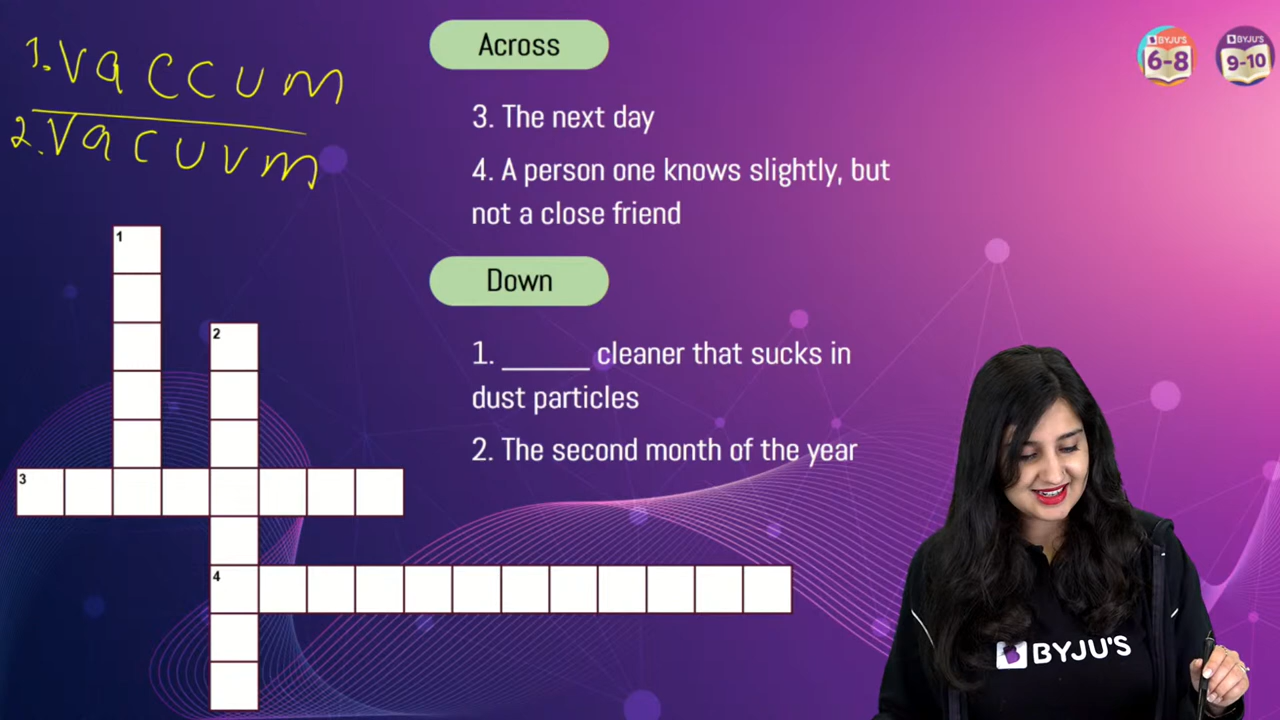 1. vaccum
2. vacuum
Across
3. The next day
4. A person one knows slightly, but
not a close friend
Down
1. ______ cleaner that sucks in
dust particles
2. The second month of the year
BYJU'S
6-8
BYJU'S
9-10
1
2
3
4
BYJU'S